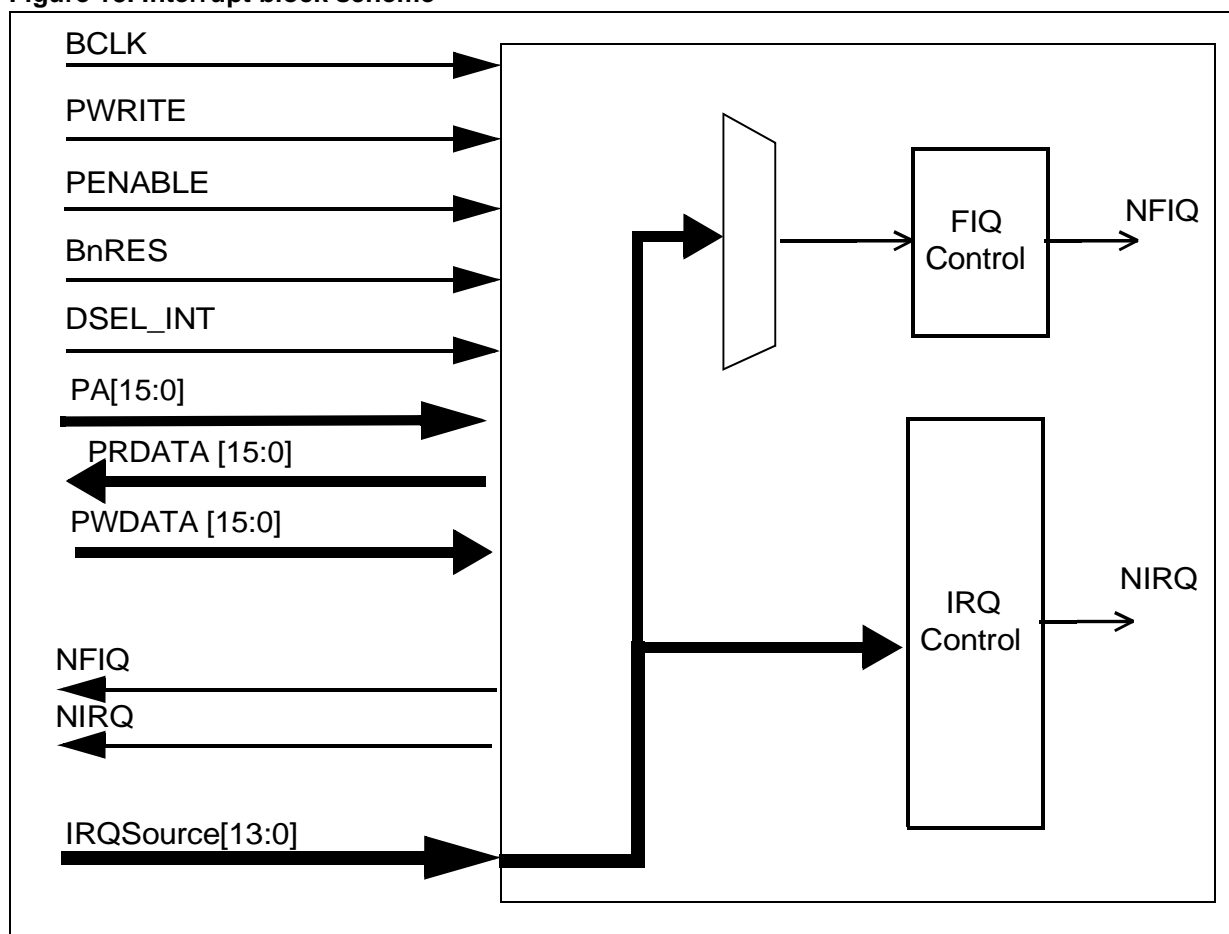 BCLK
PWRITE
PENABLE
BnRES
DSEL_INT
PA[15:0]
PRDATA [15:0]
PWDATA [15:0]
NFIQ
NIRQ
IRQSource[13:0]
FIQ
Control
NFIQ
IRQ
Control
NIRQ